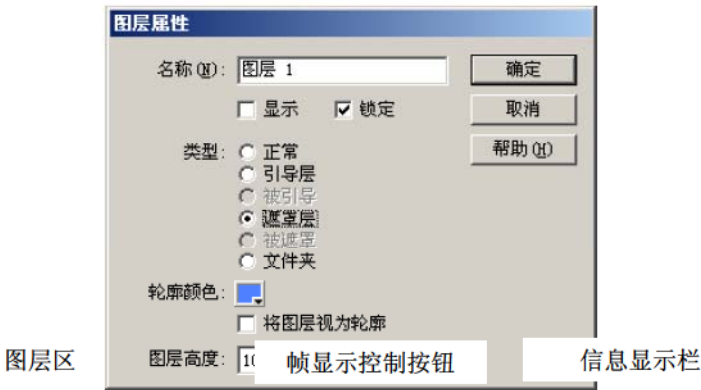 图层属性
名称(N): 图层 1 确定
显示 锁定 取消
类型: 正常 帮助(H)
引导层
被引导
遮罩层
被遮罩
文件夹
轮廓颜色:
将图层视为轮廓
图层区 图层高度: 10 帧显示控制按钮 信息显示栏